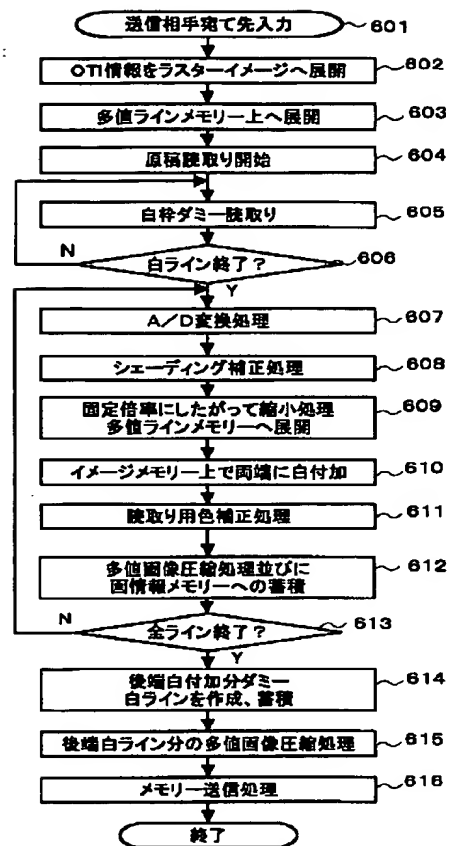 送信相手宛て先入力 601
OTI情報をラスターイメージへ展開 602
多値ラインメモリー上へ展開 603
原稿読取り開始 604
白枠ダミー読取り 605
N
白ライン終了? 606
Y
A/D変換処理 607
シェーディング補正処理 608
固定倍率にしたがって縮小処理 609
多値ラインメモリーへ展開
イメージメモリー上で両端に白付加 610
読取り用色補正処理 611
多値画像圧縮処理並びに 612
画情報メモリーへの蓄積
N
全ライン終了? 613
Y
後端白付加分ダミー 614
白ラインを作成、蓄積
後端白ライン分の多値画像圧縮処理 615
メモリー送信処理 616
終了